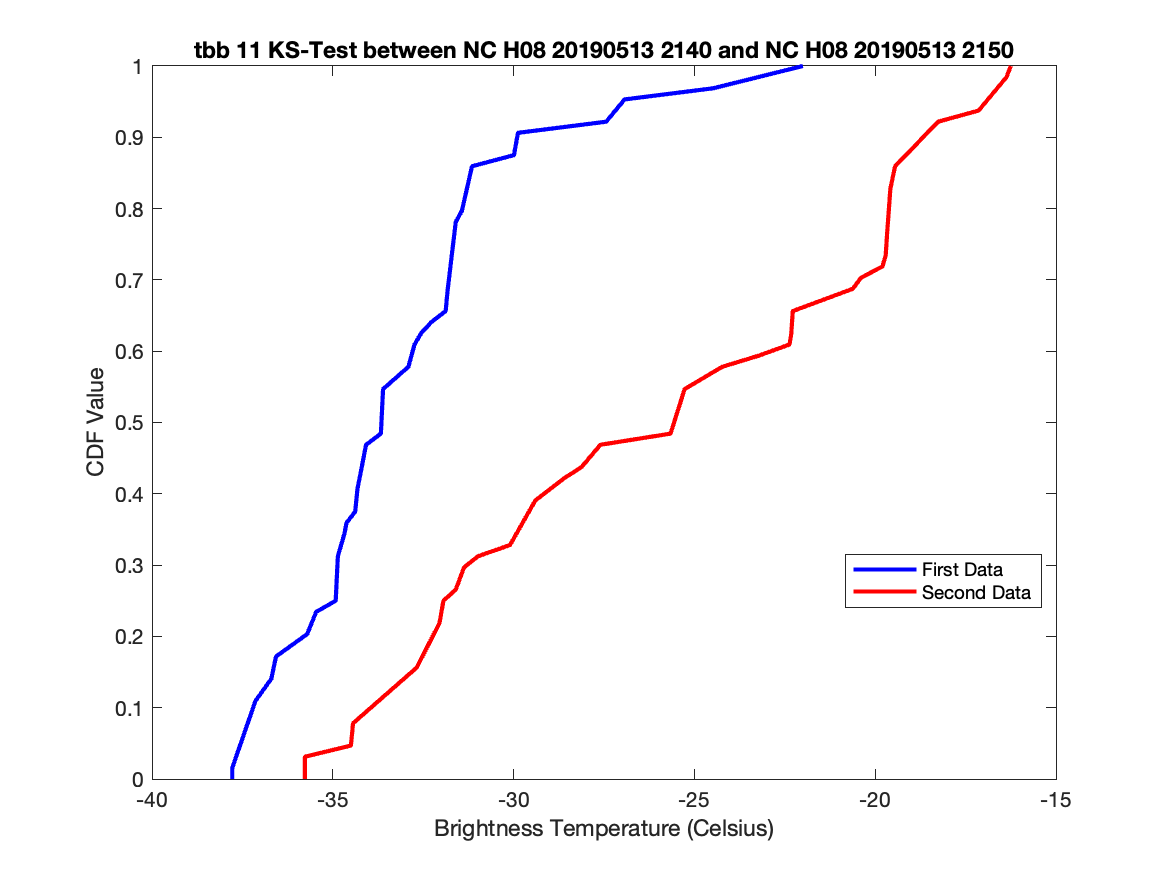 tbb 11 KS-Test between NC H08 20190513 2140 and NC H08 20190513 2150
1
0.9
0.8
0.7
0.6
0.5
0.4
0.3
0.2
0.1
0
CDF Value
First Data
Second Data
-40 -35 -30 -25 -20 -15
Brightness Temperature (Celsius)